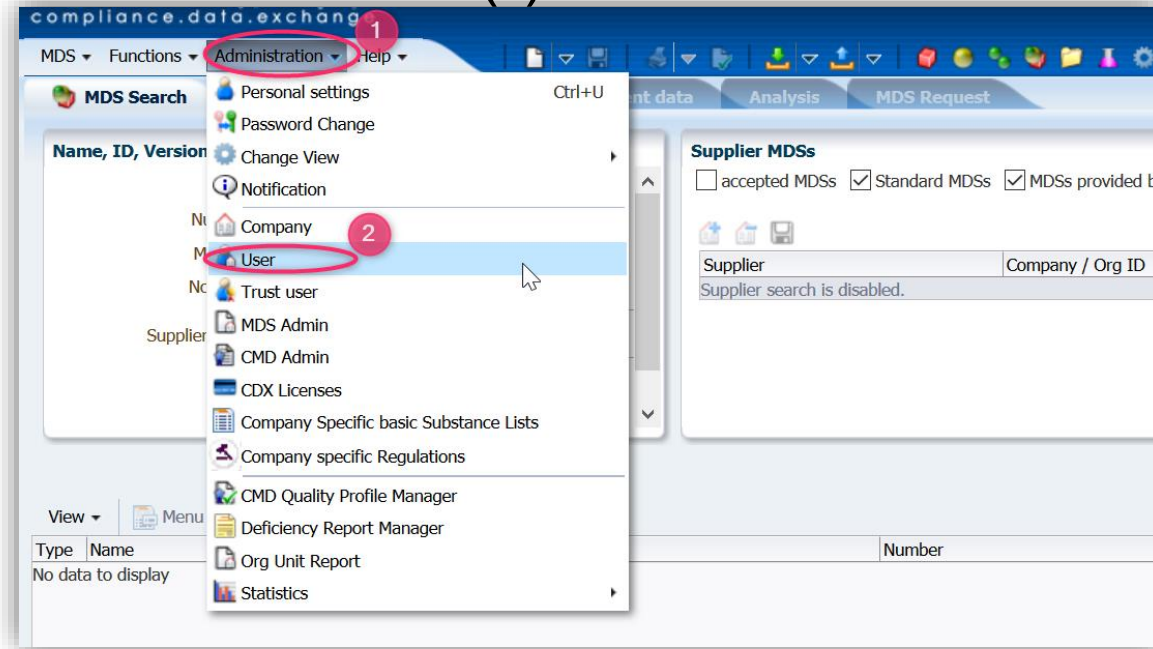 compliance.data.exchange
1
MDS Functions Administration Help
MDS Search
nt data
Analysis
MDS Request
Personal settings Ctrl+U
Password Change
Change View
Notification
Company
2
User
Trust user
MDS Admin
CMD Admin
CDX Licenses
Company Specific basic Substance Lists
Company specific Regulations
CMD Quality Profile Manager
Deficiency Report Manager
Org Unit Report
Statistics
Name, ID, Version
Nu
M
No
Supplier
Supplier MDSs
accepted MDSs Standard MDSs MDSs provided b
Supplier Company / Org ID
Supplier search is disabled.
View Menu
Type Name Number
No data to display